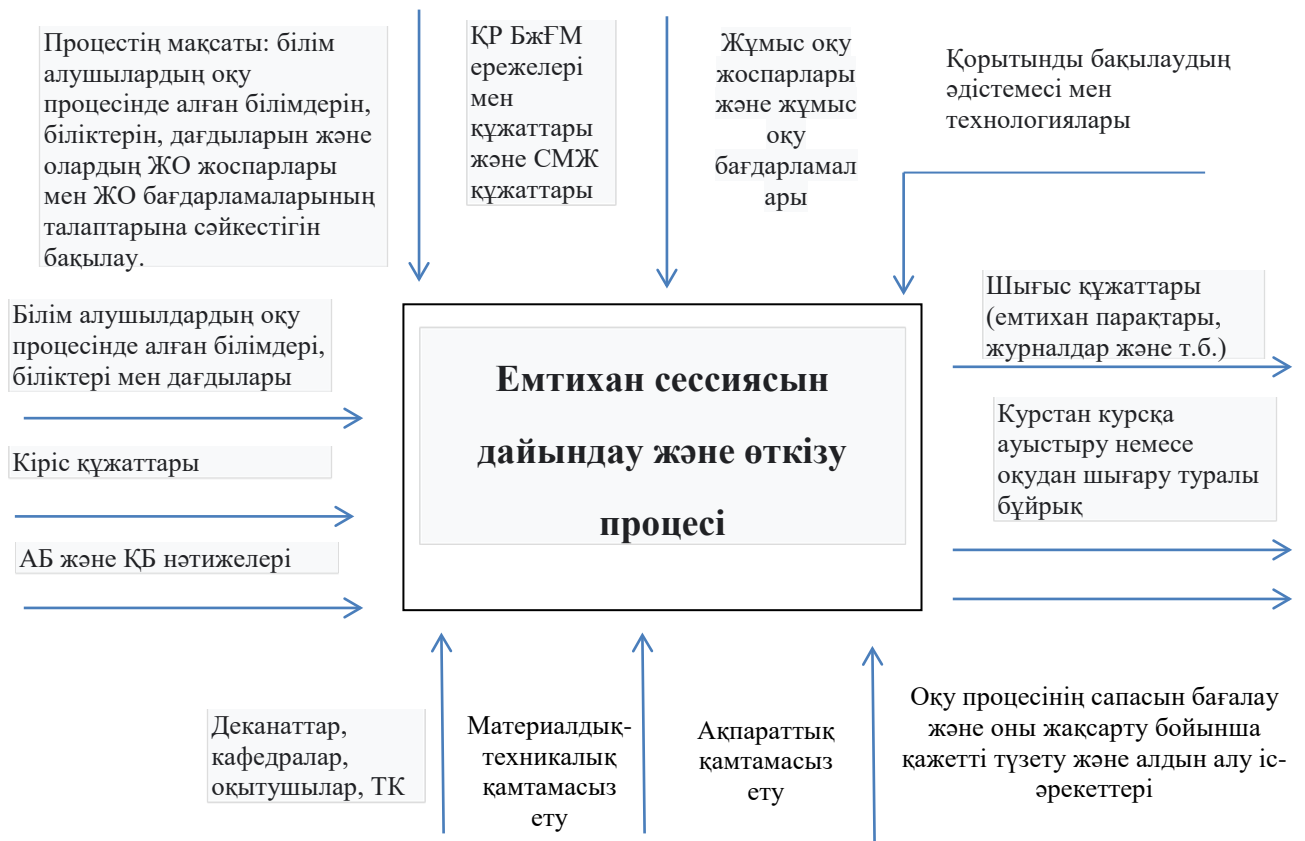 Процестің мақсаты: білім
алушылардың оқу
процесінде алған білімдерін,
біліктерін, дағдыларын және
олардың ЖО жоспарлары
мен ЖО бағдарламаларының
талаптарына сәйкестігін
бақылау.
ҚР БжҒМ
ережелері
мен
құжаттары
және СМЖ
құжаттары
Жұмыс оқу
жоспарлары
және жұмыс
оқу
бағдарламал
ары
Қорытынды бақылаудың
әдістемесі мен
технологиялары
Білім алушылдардың оқу
процесінде алған білімдері,
біліктері мен дағдылары
Кіріс құжаттары
АБ және ҚБ нәтижелері
Емтихан сессиясын
дайындау және өткізу
процесі
Шығыс құжаттары
(емтихан парақтары,
журналдар және т.б.)
Курстан курсқа
ауыстыру немесе
оқудан шығару туралы
бұйрық
Деканаттар,
кафедралар,
оқытушылар, ТК
Материалдық-
техникалық
қамтамасыз
ету
Ақпараттық
қамтамасыз
ету
Оқу процесінің сапасын бағалау
және оны жақсарту бойынша
қажетті түзету және алдын алу іс-
әрекеттері